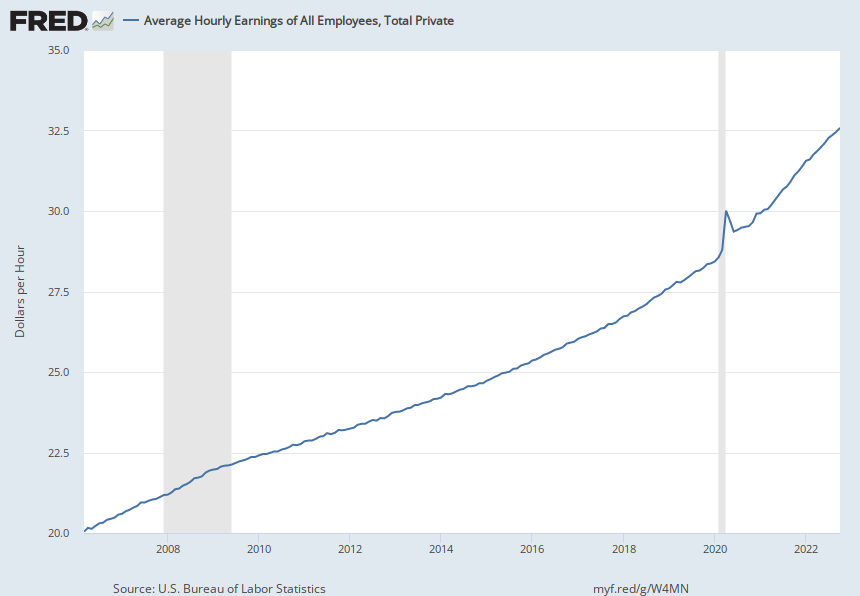 FRED
Average Hourly Earnings of All Employees, Total Private
35.0
32.5
30.0
27.5
25.0
22.5
20.0
Dollars per Hour
2008 2010 2012 2014 2016 2018 2020 2022
Source: U.S. Bureau of Labor Statistics
myf.red/g/W4MN